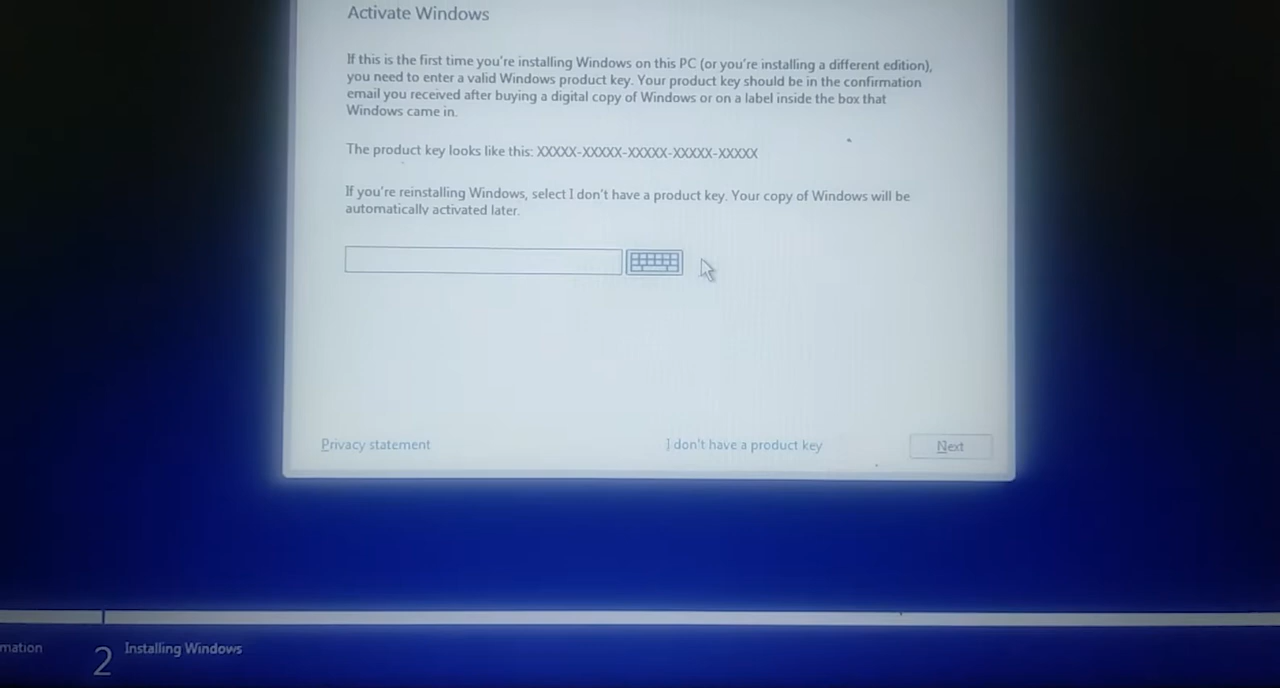 Activate Windows
If this is the first time you're installing Windows on this PC (or you're installing a different edition),
you need to enter a valid Windows product key. Your product key should be in the confirmation
email you received after buying a digital copy of Windows or on a label inside the box that
Windows came in.
The product key looks like this: XXXXX-XXXXX-XXXXX-XXXXX-XXXXX
If you're reinstalling Windows, select I don't have a product key. Your copy of Windows will be
automatically activated later.
Privacy statement
I don't have a product key
Next
mation
2
Installing Windows